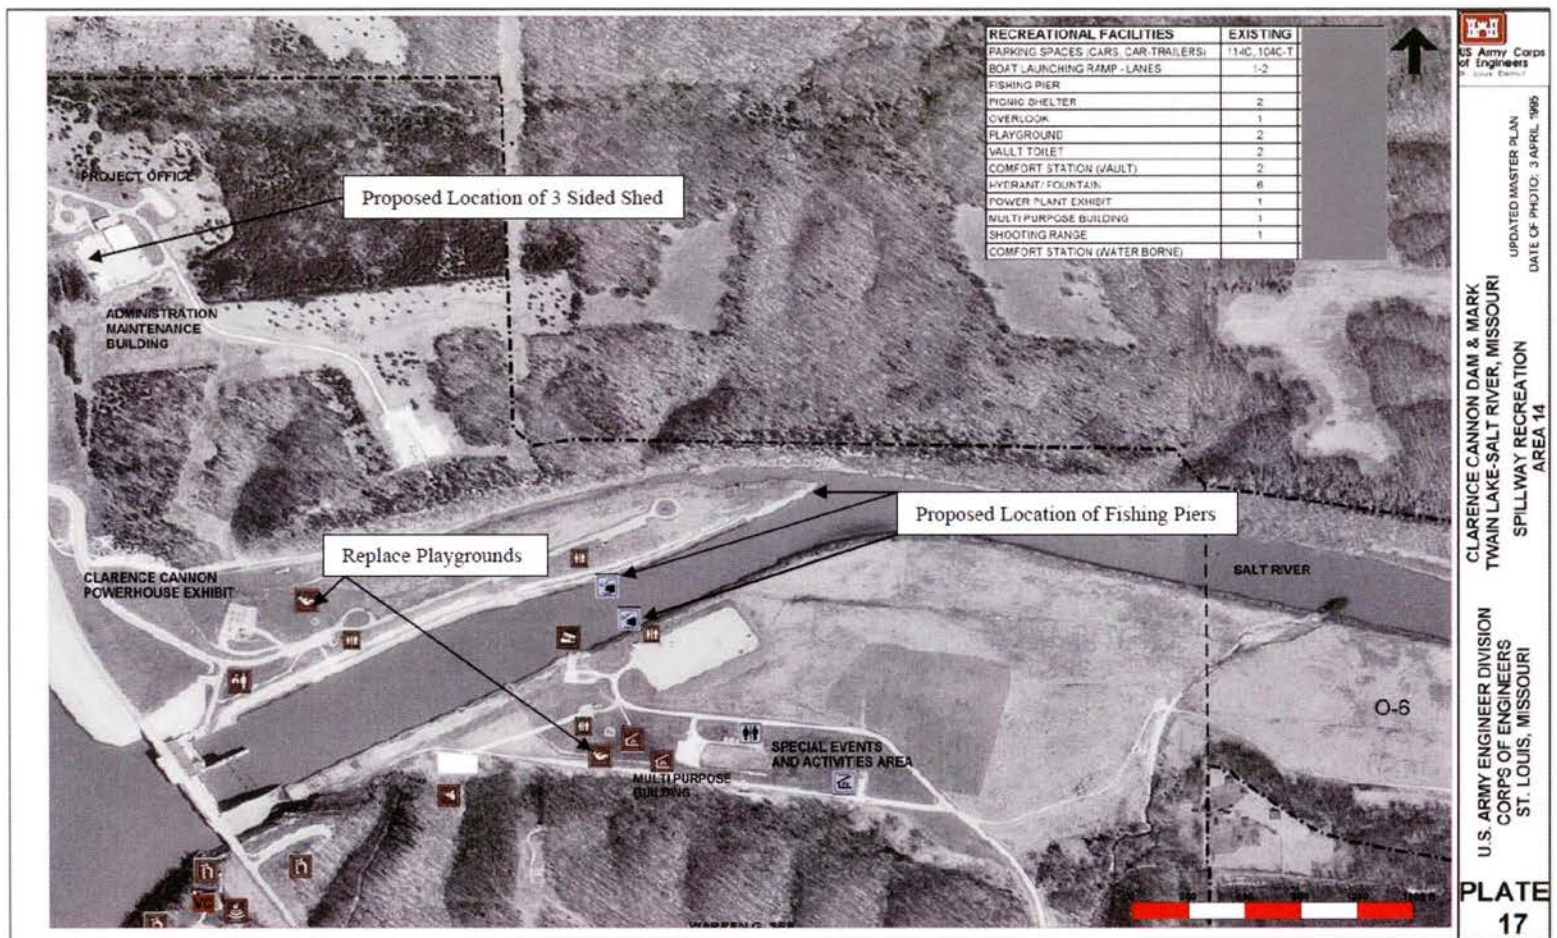 RECREATIONAL FACILITIES EXISTING
PARKING SPACES (CARS, CAR-TRAILERS) 114C, 104C-T
BOAT LAUNCHING RAMP - LANES 1-2
FISHING PIER
PICNIC SHELTER 2
OVERLOOK 1
PLAYGROUND 2
VAULT TOILET 2
COMFORT STATION (VAULT) 2
HYDRANT/ FOUNTAIN 6
POWER PLANT EXHIBIT 1
MULTI PURPOSE BUILDING 1
SHOOTING RANGE 1
COMFORT STATION (WATER BORNE)
PROJECT OFFICE
Proposed Location of 3 Sided Shed
ADMINISTRATION
MAINTENANCE
BUILDING
Proposed Location of Fishing Piers
Replace Playgrounds
CLARENCE CANNON
POWERHOUSE EXHIBIT
SALT RIVER
O-6
SPECIAL EVENTS
AND ACTIVITIES AREA
MULTI PURPOSE
BUILDING
VC
US Army Corps
of Engineers
UPDATED MASTER PLAN
DATE OF PHOTO: 3 APRIL 1995
CLARENCE CANNON DAM & MARK
TWAIN LAKE-SALT RIVER, MISSOURI
SPILLWAY RECREATION
AREA 14
U.S. ARMY ENGINEER DIVISION
CORPS OF ENGINEERS
ST. LOUIS, MISSOURI
PLATE
17